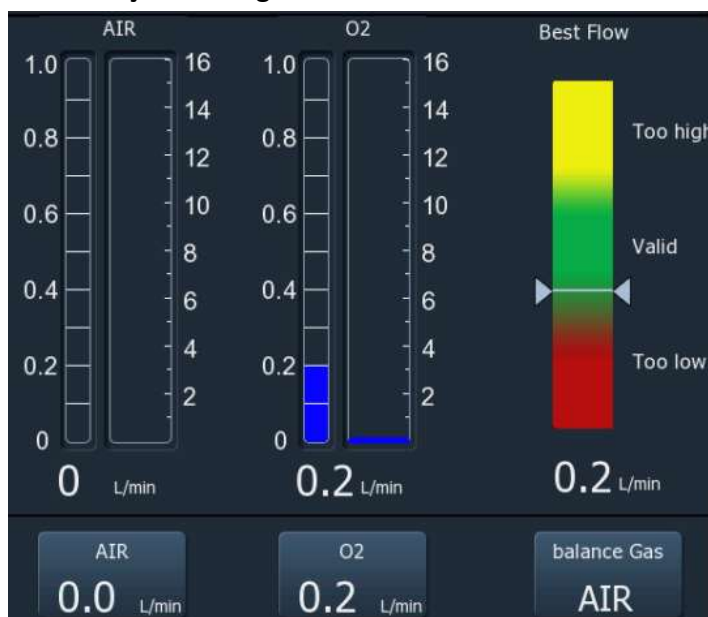 AIR
O2
Best Flow
1.0
16
1.0
16
14
14
Too high
0.8
0.8
12
12
0.6
10
0.6
10
Valid
8
8
0.4
6
0.4
6
0.2
4
0.2
4
Too low
2
2
0
0
0 L/min
0.2 L/min
0.2 L/min
AIR
O2
balance Gas
0.0 L/min
0.2 L/min
AIR